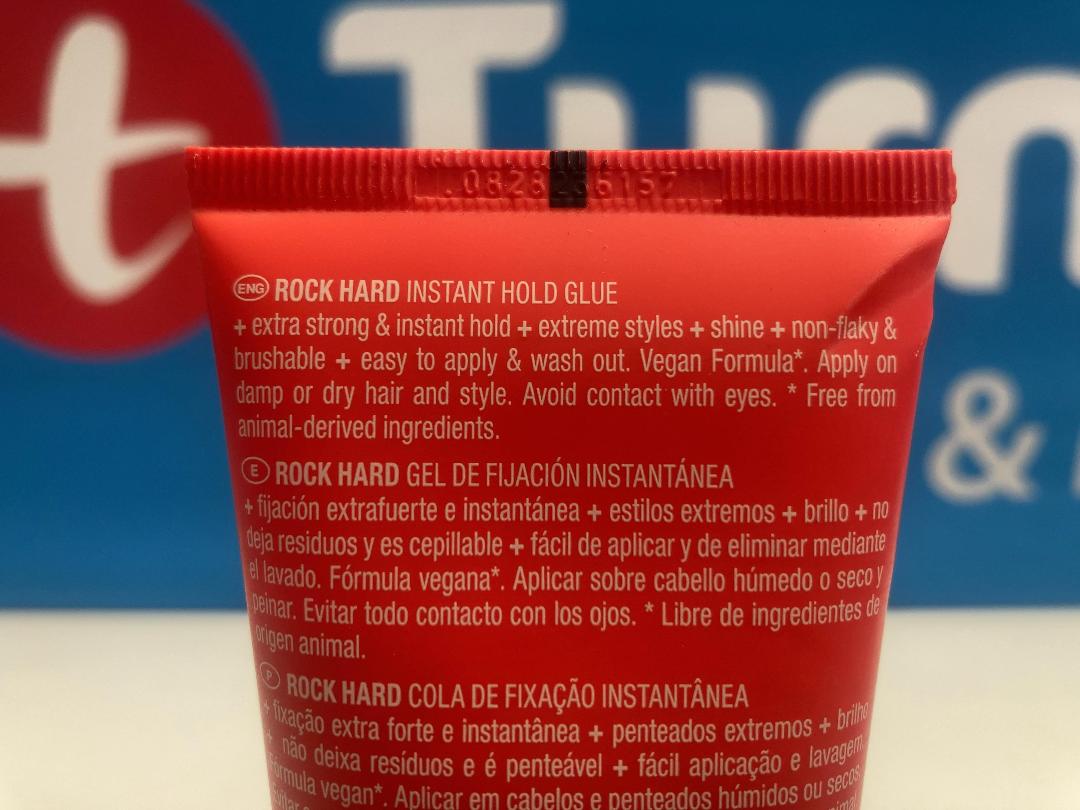 Turn
&
.0828236157
ENG ROCK HARD INSTANT HOLD GLUE
+ extra strong & instant hold + extreme styles + shine + non-flaky &
brushable + easy to apply & wash out. Vegan Formula*. Apply on
damp or dry hair and style. Avoid contact with eyes. * Free from
animal-derived ingredients.
E ROCK HARD GEL DE FIJACIÓN INSTANTÁNEA
+ fijación extrafuerte e instantánea + estilos extremos + brillo + no
deja residuos y es cepillable + fácil de aplicar y de eliminar mediante
el lavado. Fórmula vegana*. Aplicar sobre cabello húmedo o seco y
peinar. Evitar todo contacto con los ojos. * Libre de ingredientes de
origen animal.
P ROCK HARD COLA DE FIXAÇÃO INSTANTÂNEA
+ fixação extra forte e instantânea + penteados extremos + brilho
+ não deixa resíduos e é penteável + fácil aplicação e lavagem.
Fórmula vegan*. Aplicar em cabelos e penteados húmidos ou secos.
Evitar